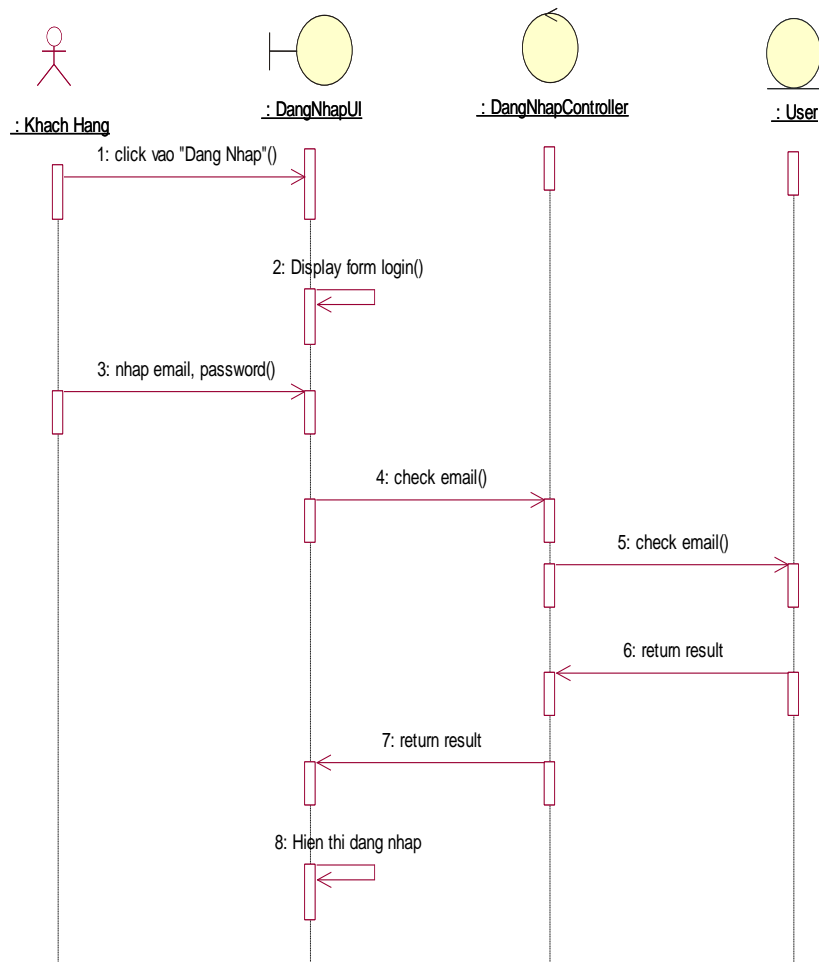 : Khach Hang
: DangNhapUI
: DangNhapController
: User
1: click vao "Dang Nhap"()
2: Display form login()
3: nhap email, password()
4: check email()
5: check email()
6: return result
7: return result
8: Hien thi dang nhap